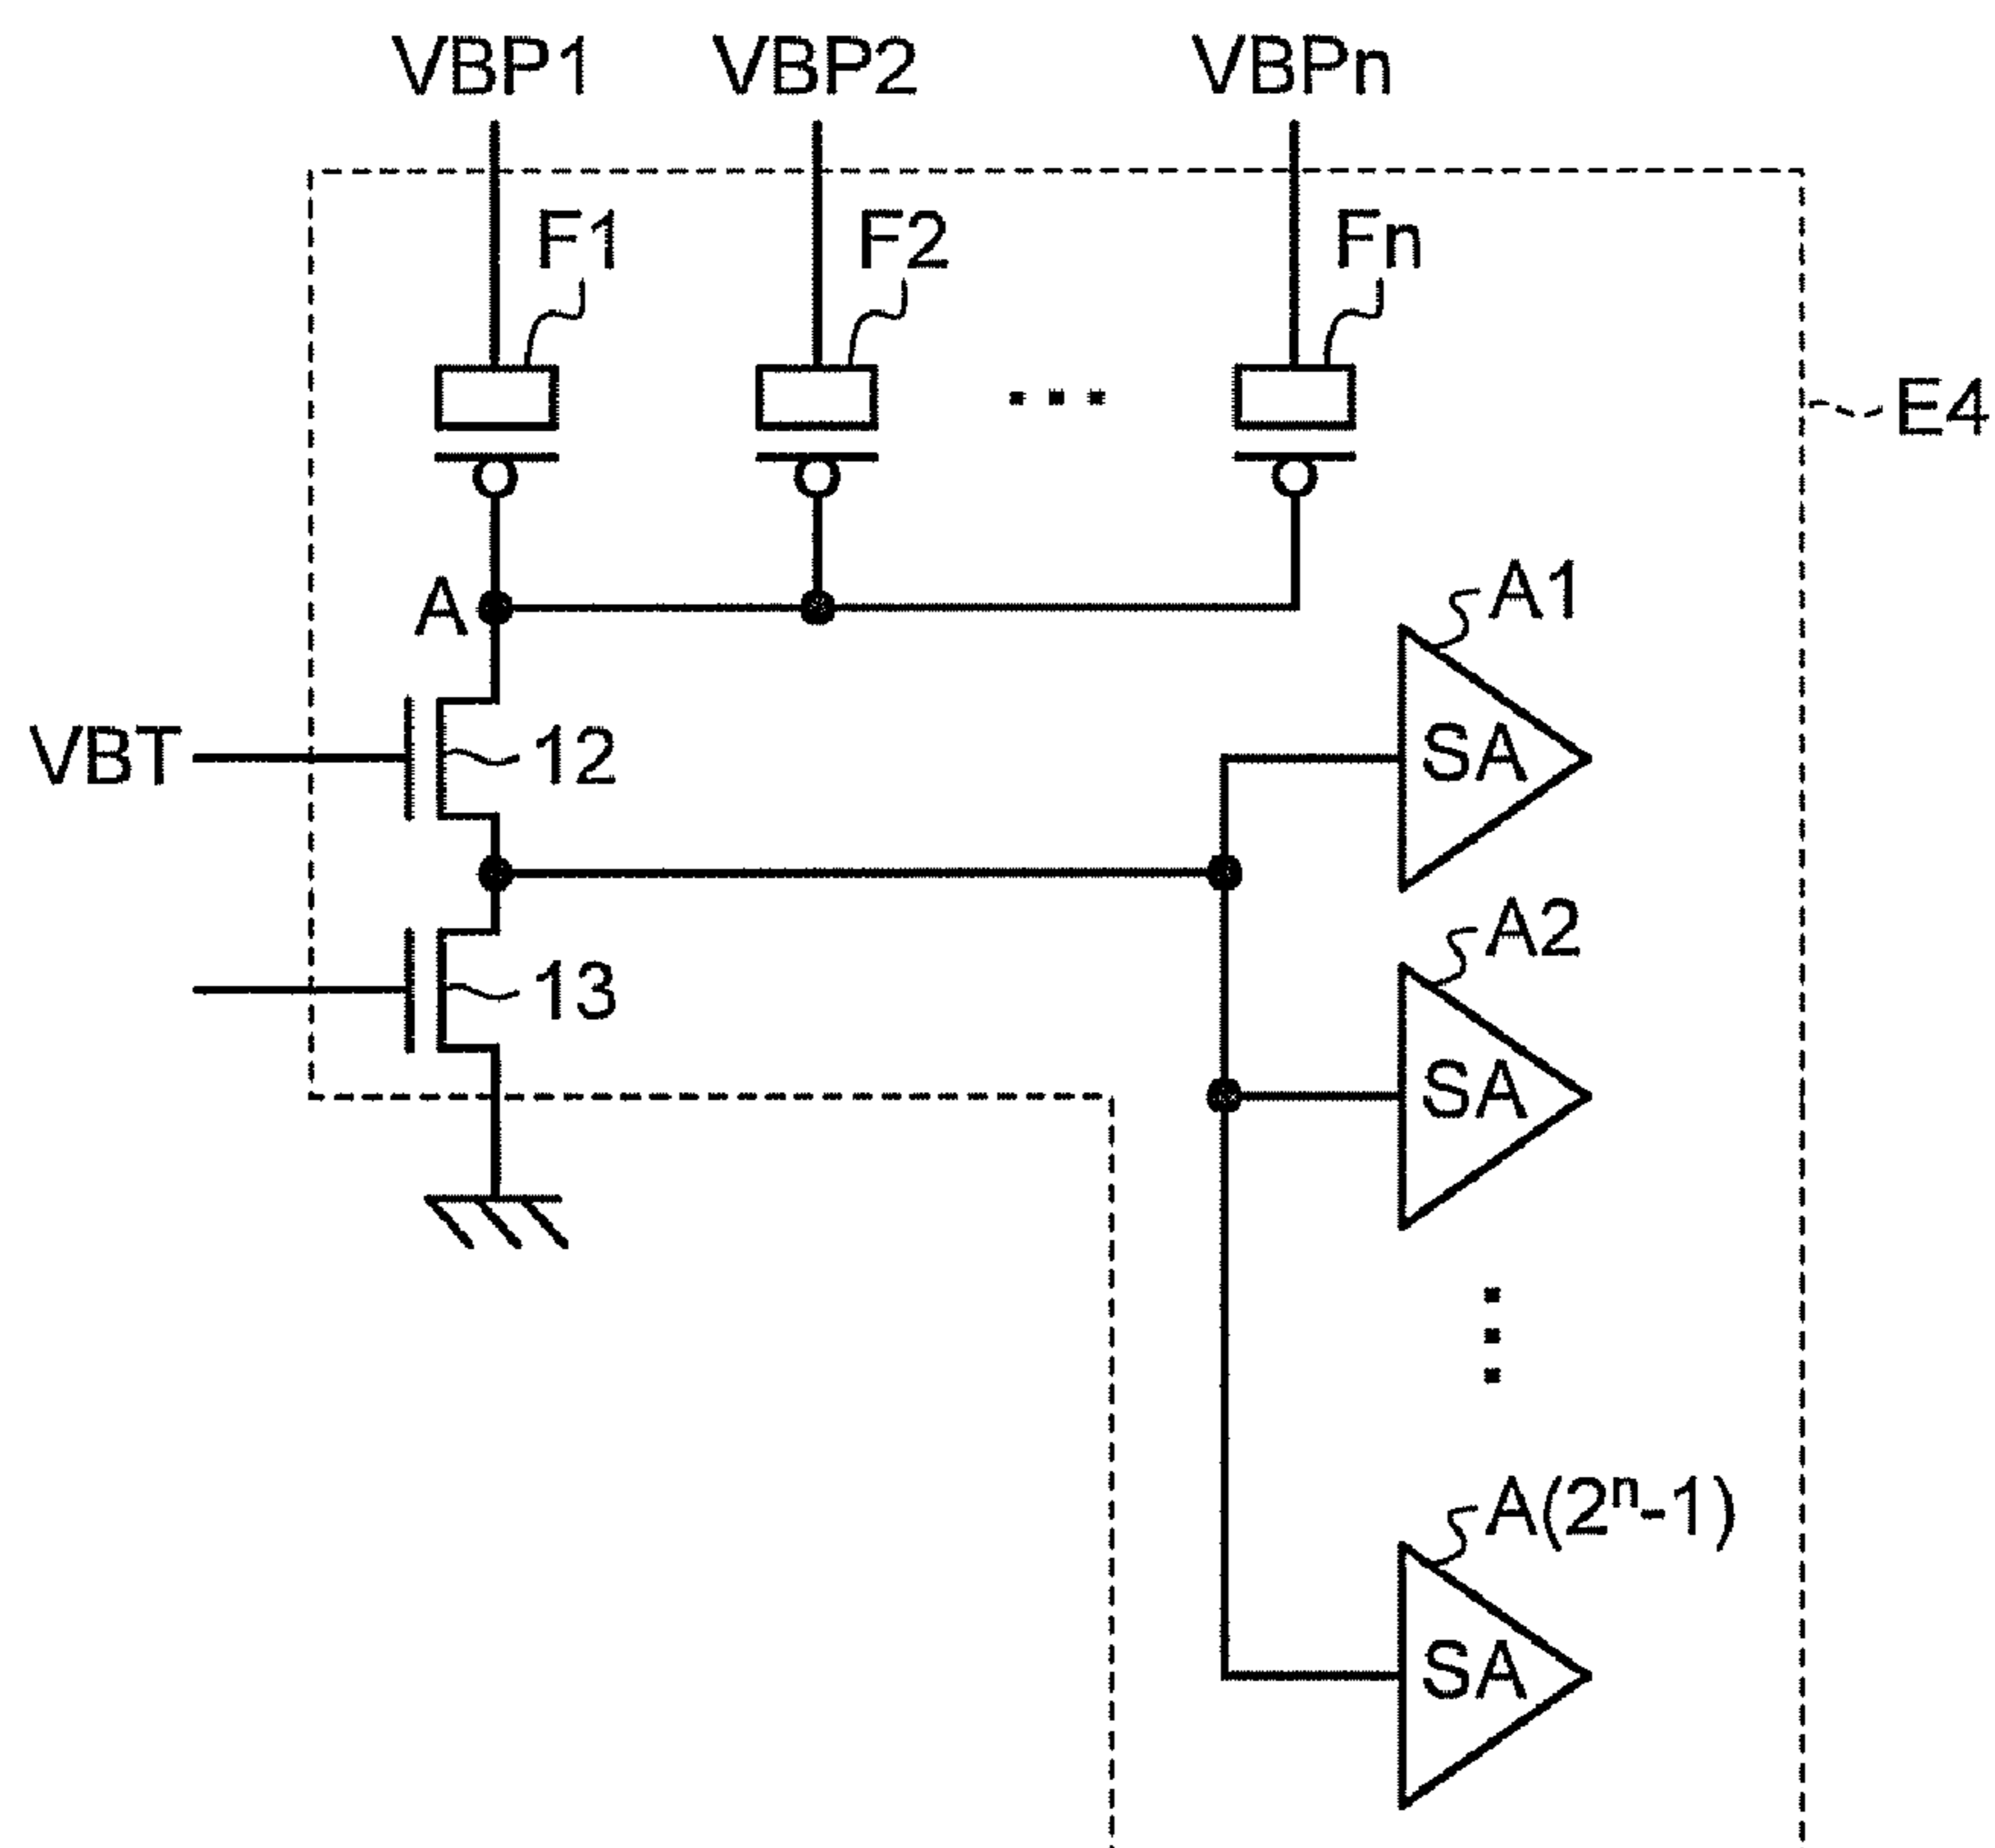 VBP1 VBP2 VBPn
F1 F2 Fn
E4
A
A1
VBT
12
SA
A2
13
SA
A(2ⁿ-1)
SA